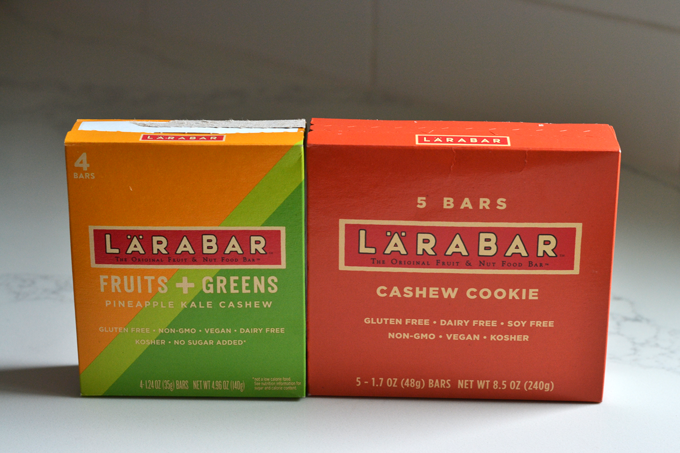 LÄRABAR
4
BARS
LÄRABAR
THE ORIGINAL FRUIT & NUT FOOD BAR™
FRUITS + GREENS
PINEAPPLE KALE CASHEW
GLUTEN FREE • NON-GMO • VEGAN • DAIRY FREE
KOSHER • NO SUGAR ADDED*
4-1.24 OZ (35g) BARS NET WT 4.96 OZ (140g)
LÄRABAR
5 BARS
LÄRABAR
THE ORIGINAL FRUIT & NUT FOOD BAR™
CASHEW COOKIE
GLUTEN FREE • DAIRY FREE • SOY FREE
NON-GMO • VEGAN • KOSHER
5 - 1.7 OZ (48g) BARS NET WT 8.5 OZ (240g)